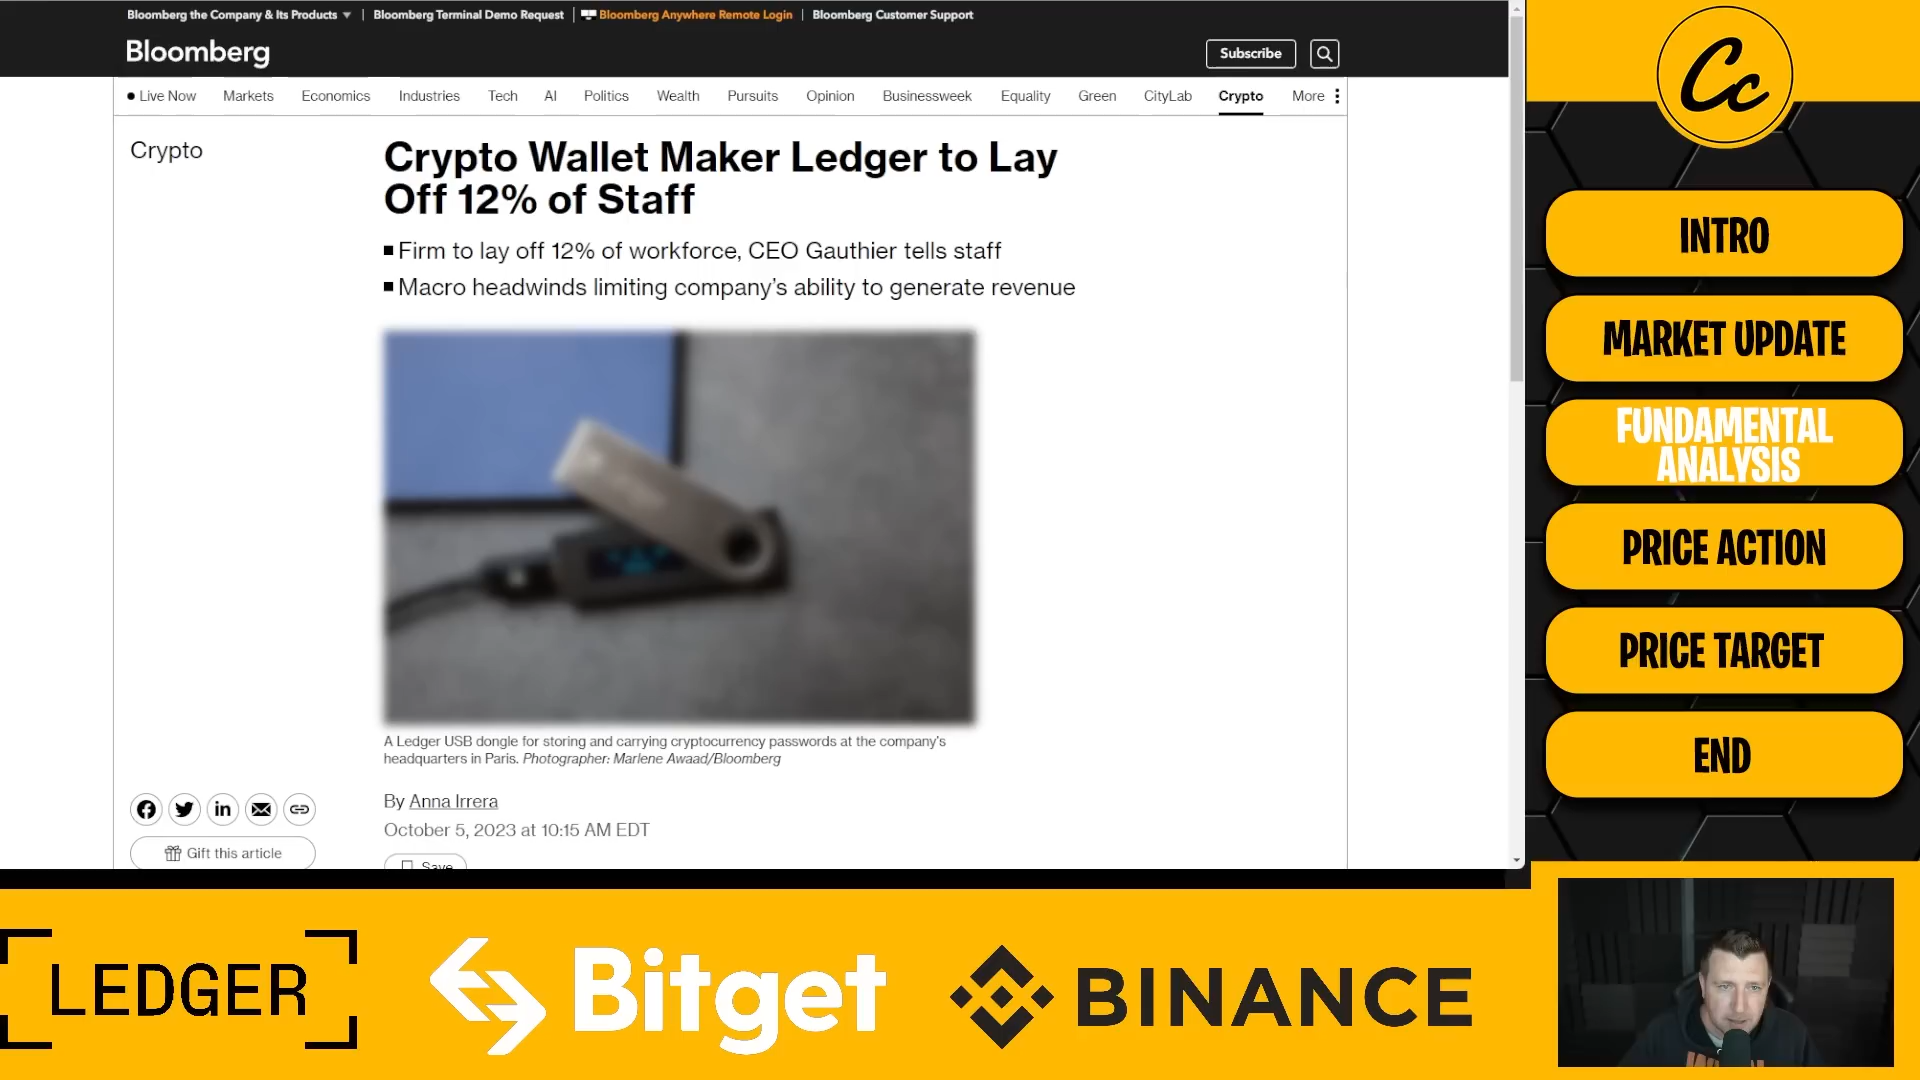 Bloomberg the Company & Its Products
Bloomberg Terminal Demo Request
Bloomberg Anywhere Remote Login
Bloomberg Customer Support
Bloomberg
Subscribe
Live Now
Markets
Economics
Industries
Tech
AI
Politics
Wealth
Pursuits
Opinion
Businessweek
Equality
Green
CityLab
Crypto
More
Crypto
Crypto Wallet Maker Ledger to Lay
Off 12% of Staff
Firm to lay off 12% of workforce, CEO Gauthier tells staff
Macro headwinds limiting company's ability to generate revenue
A Ledger USB dongle for storing and carrying cryptocurrency passwords at the company's
headquarters in Paris. Photographer: Marlene Awaad/Bloomberg
By Anna Irrera
October 5, 2023 at 10:15 AM EDT
Gift this article
Save
Cc
INTRO
MARKET UPDATE
FUNDAMENTAL
ANALYSIS
PRICE ACTION
PRICE TARGET
END
LEDGER
Bitget
BINANCE